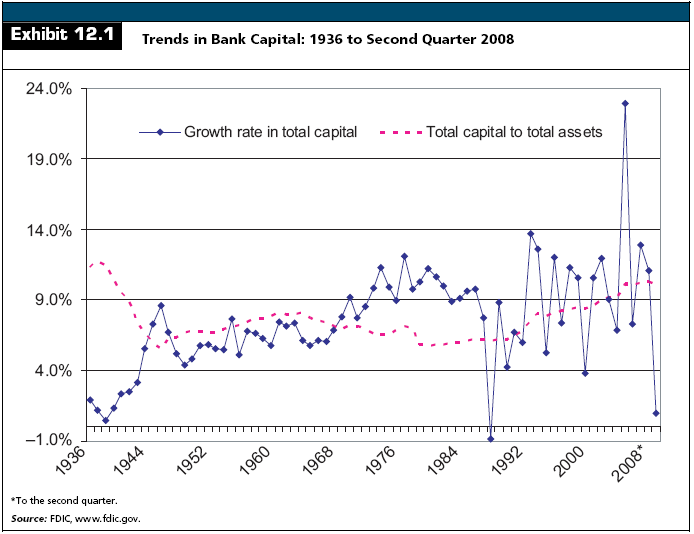 Exhibit 12.1 Trends in Bank Capital: 1936 to Second Quarter 2008
24.0%
Growth rate in total capital Total capital to total assets
19.0%
14.0%
9.0%
4.0%
–1.0%
1936 1944 1952 1960 1968 1976 1984 1992 2000 2008*
*To the second quarter.
Source: FDIC, www.fdic.gov.